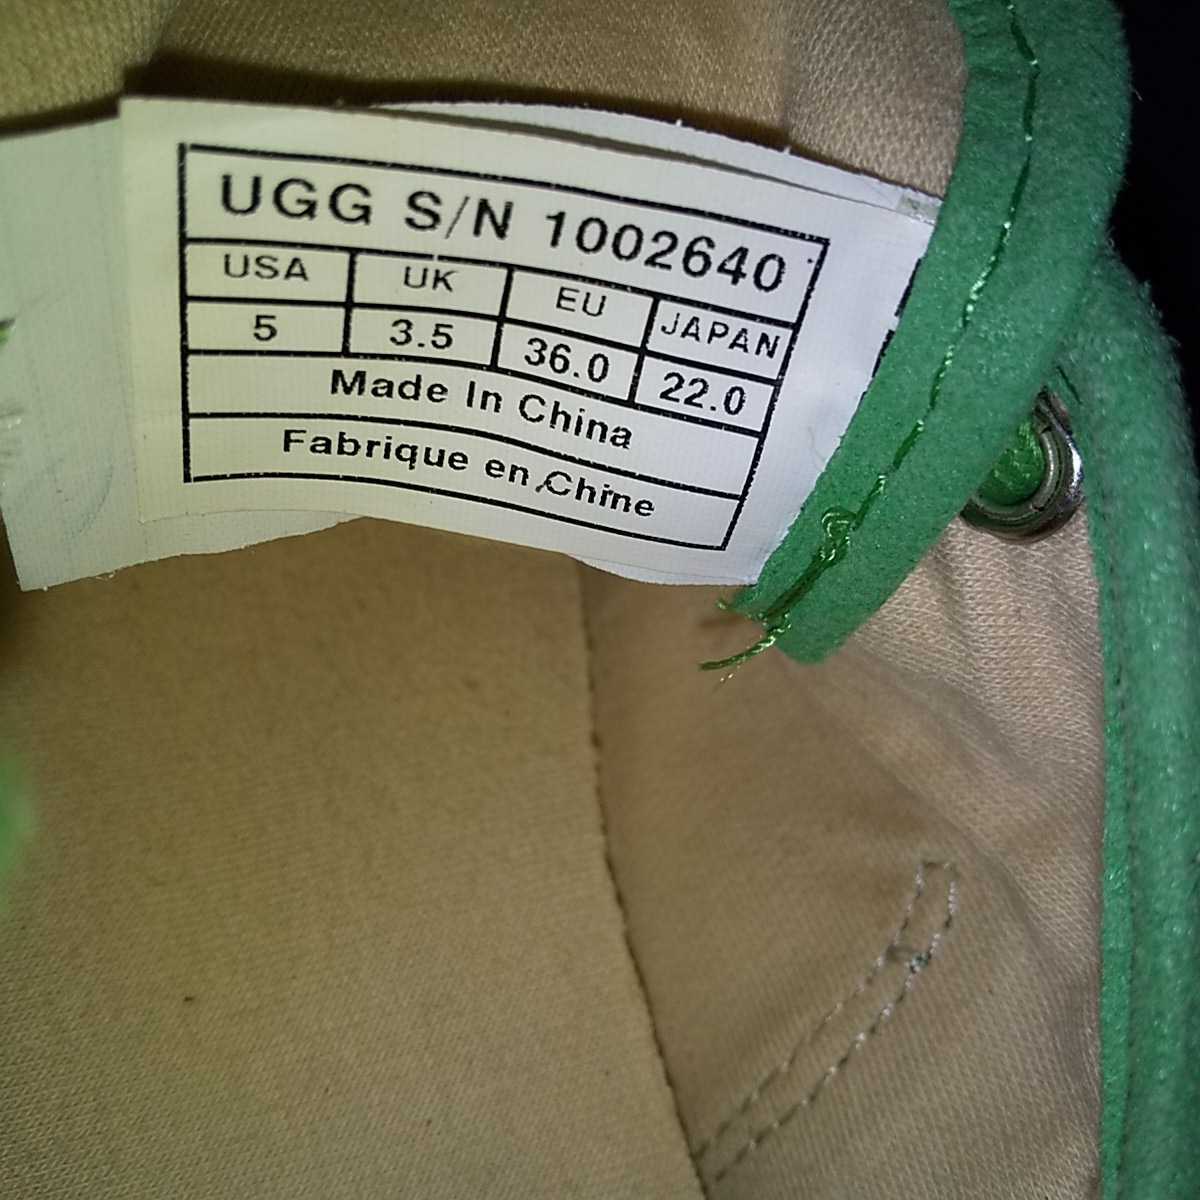 UGG S/N 1002640
USA UK EU JAPAN
5 3.5 36.0 22.0
Made In China
Fabrique en Chine